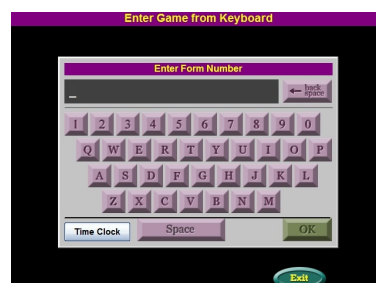 Enter Game from Keyboard
Enter Form Number
_
back
space
1 2 3 4 5 6 7 8 9 0
Q W E R T Y U I O P
A S D F G H J K L
Z X C V B N M
Time Clock Space OK
Exit